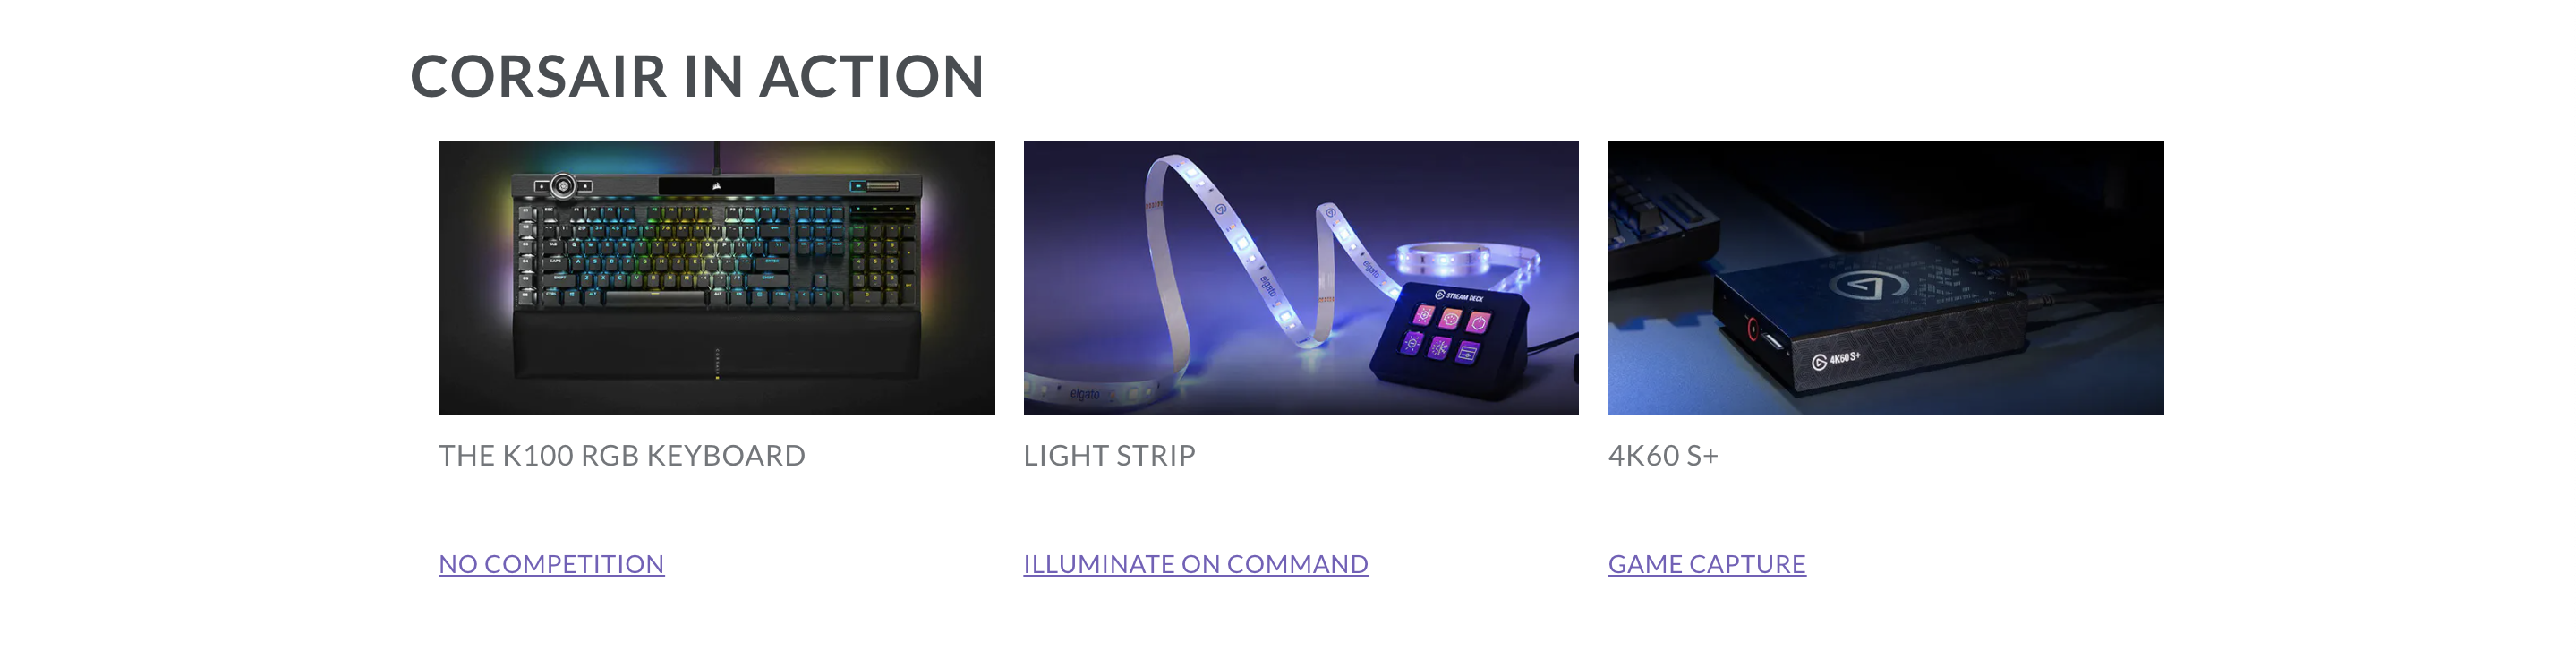 CORSAIR IN ACTION
elgato
elgato
elgato
STREAM DECK
4K60 S+
THE K100 RGB KEYBOARD
LIGHT STRIP
4K60 S+
NO COMPETITION
ILLUMINATE ON COMMAND
GAME CAPTURE